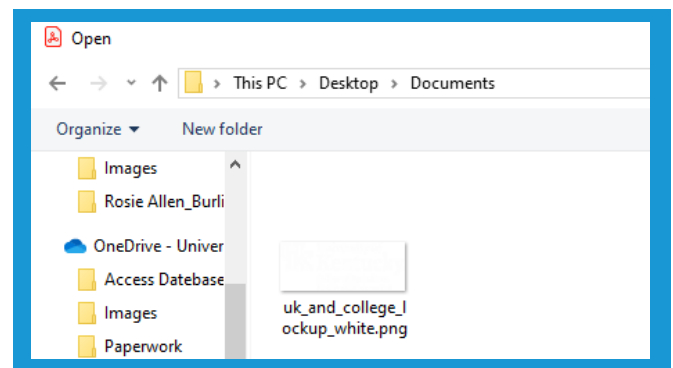 Open
This PC > Desktop > Documents
Organize New folder
Images
Rosie Allen_Burli
OneDrive - Univer
Access Datebase
Images
Paperwork
uk_and_college_l
ockup_white.png